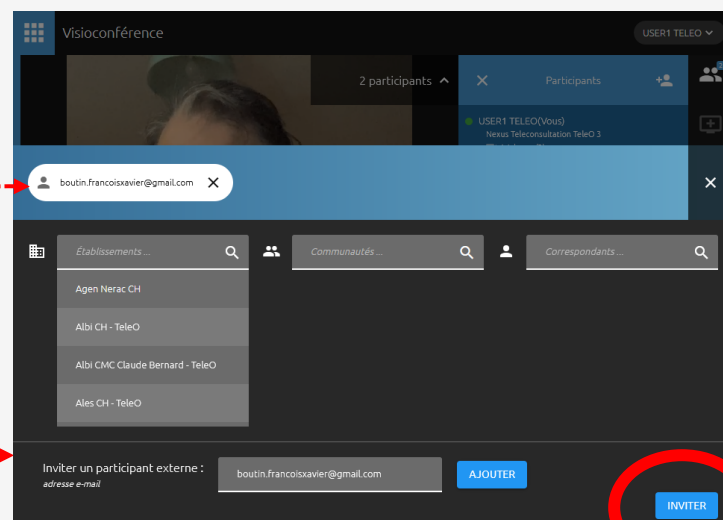 Visioconférence
USER1 TELEO
2 participants
Participants
USER1 TELEO(Vous)
Nexus Teleconsultation TeleO 3
boutin.francoisxavier@gmail.com
Établissements ...
Communautés ...
Correspondants ...
Agen Nerac CH
Albi CH - TeleO
Albi CMC Claude Bernard - TeleO
Ales CH - TeleO
Inviter un participant externe :
adresse e-mail
boutin.francoisxavier@gmail.com
AJOUTER
INVITER